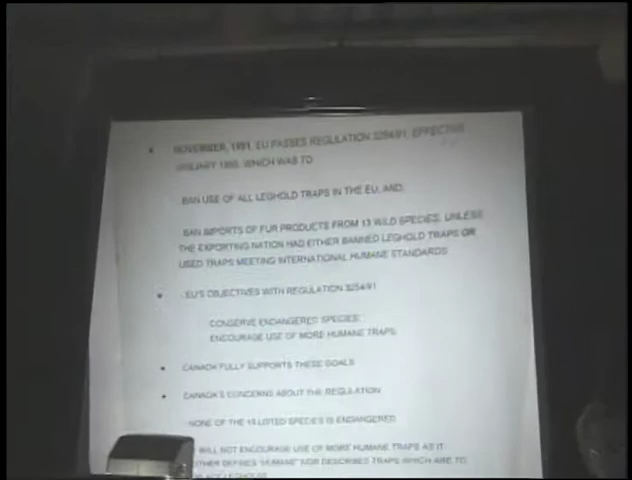 • NOVEMBER, 1991, EU PASSES REGULATION 3254/91, EFFECTIVE
JANUARY 1995, WHICH WAS TO
BAN USE OF ALL LEGHOLD TRAPS IN THE EU, AND,
BAN IMPORTS OF FUR PRODUCTS FROM 13 WILD SPECIES, UNLESS
THE EXPORTING NATION HAD EITHER BANNED LEGHOLD TRAPS OR
USED TRAPS MEETING INTERNATIONAL HUMANE STANDARDS
• EU'S OBJECTIVES WITH REGULATION 3254/91
CONSERVE ENDANGERED SPECIES;
ENCOURAGE USE OF MORE HUMANE TRAPS
• CANADA FULLY SUPPORTS THESE GOALS
• CANADA'S CONCERNS ABOUT THE REGULATION
NONE OF THE 13 LISTED SPECIES IS ENDANGERED
WILL NOT ENCOURAGE USE OF MORE HUMANE TRAPS AS IT
DEFINES "HUMANE" NOR DESCRIBES TRAPS WHICH ARE TO